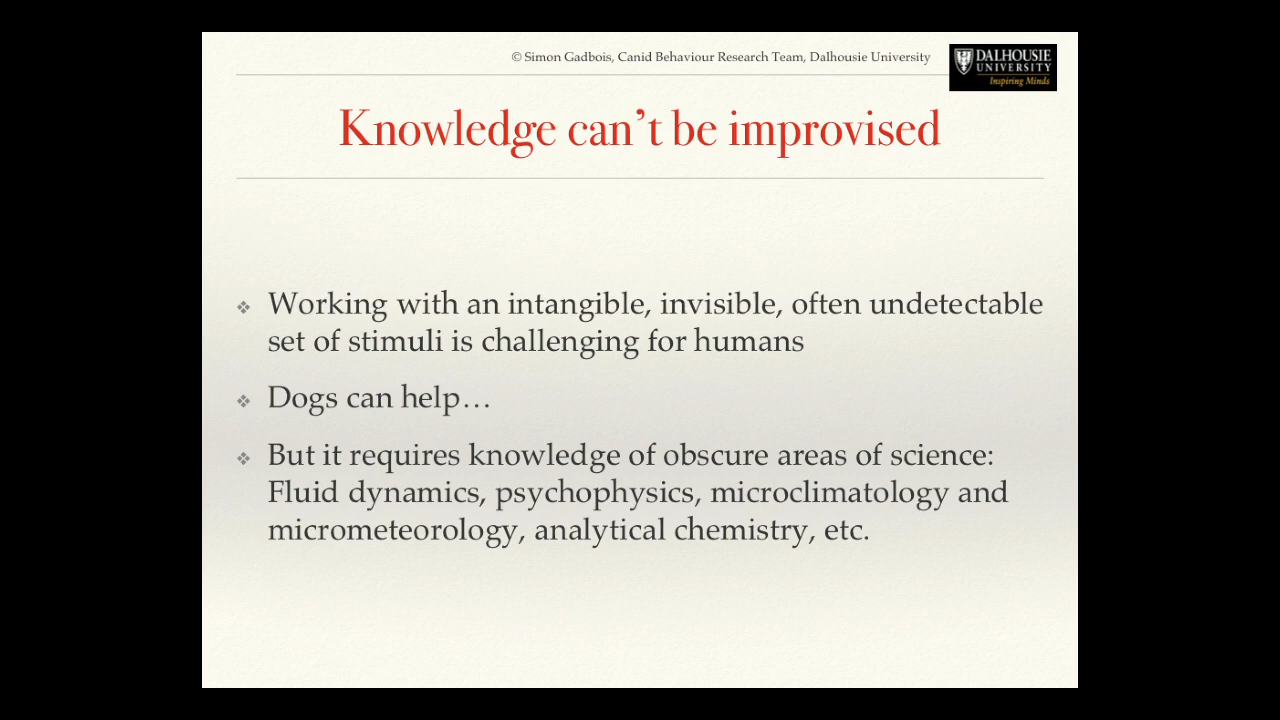 © Simon Gadbois, Canid Behaviour Research Team, Dalhousie University
DALHOUSIE
UNIVERSITY
Inspiring Minds
Knowledge can’t be improvised
❖ Working with an intangible, invisible, often undetectable
set of stimuli is challenging for humans
❖ Dogs can help…
❖ But it requires knowledge of obscure areas of science:
Fluid dynamics, psychophysics, microclimatology and
micrometeorology, analytical chemistry, etc.